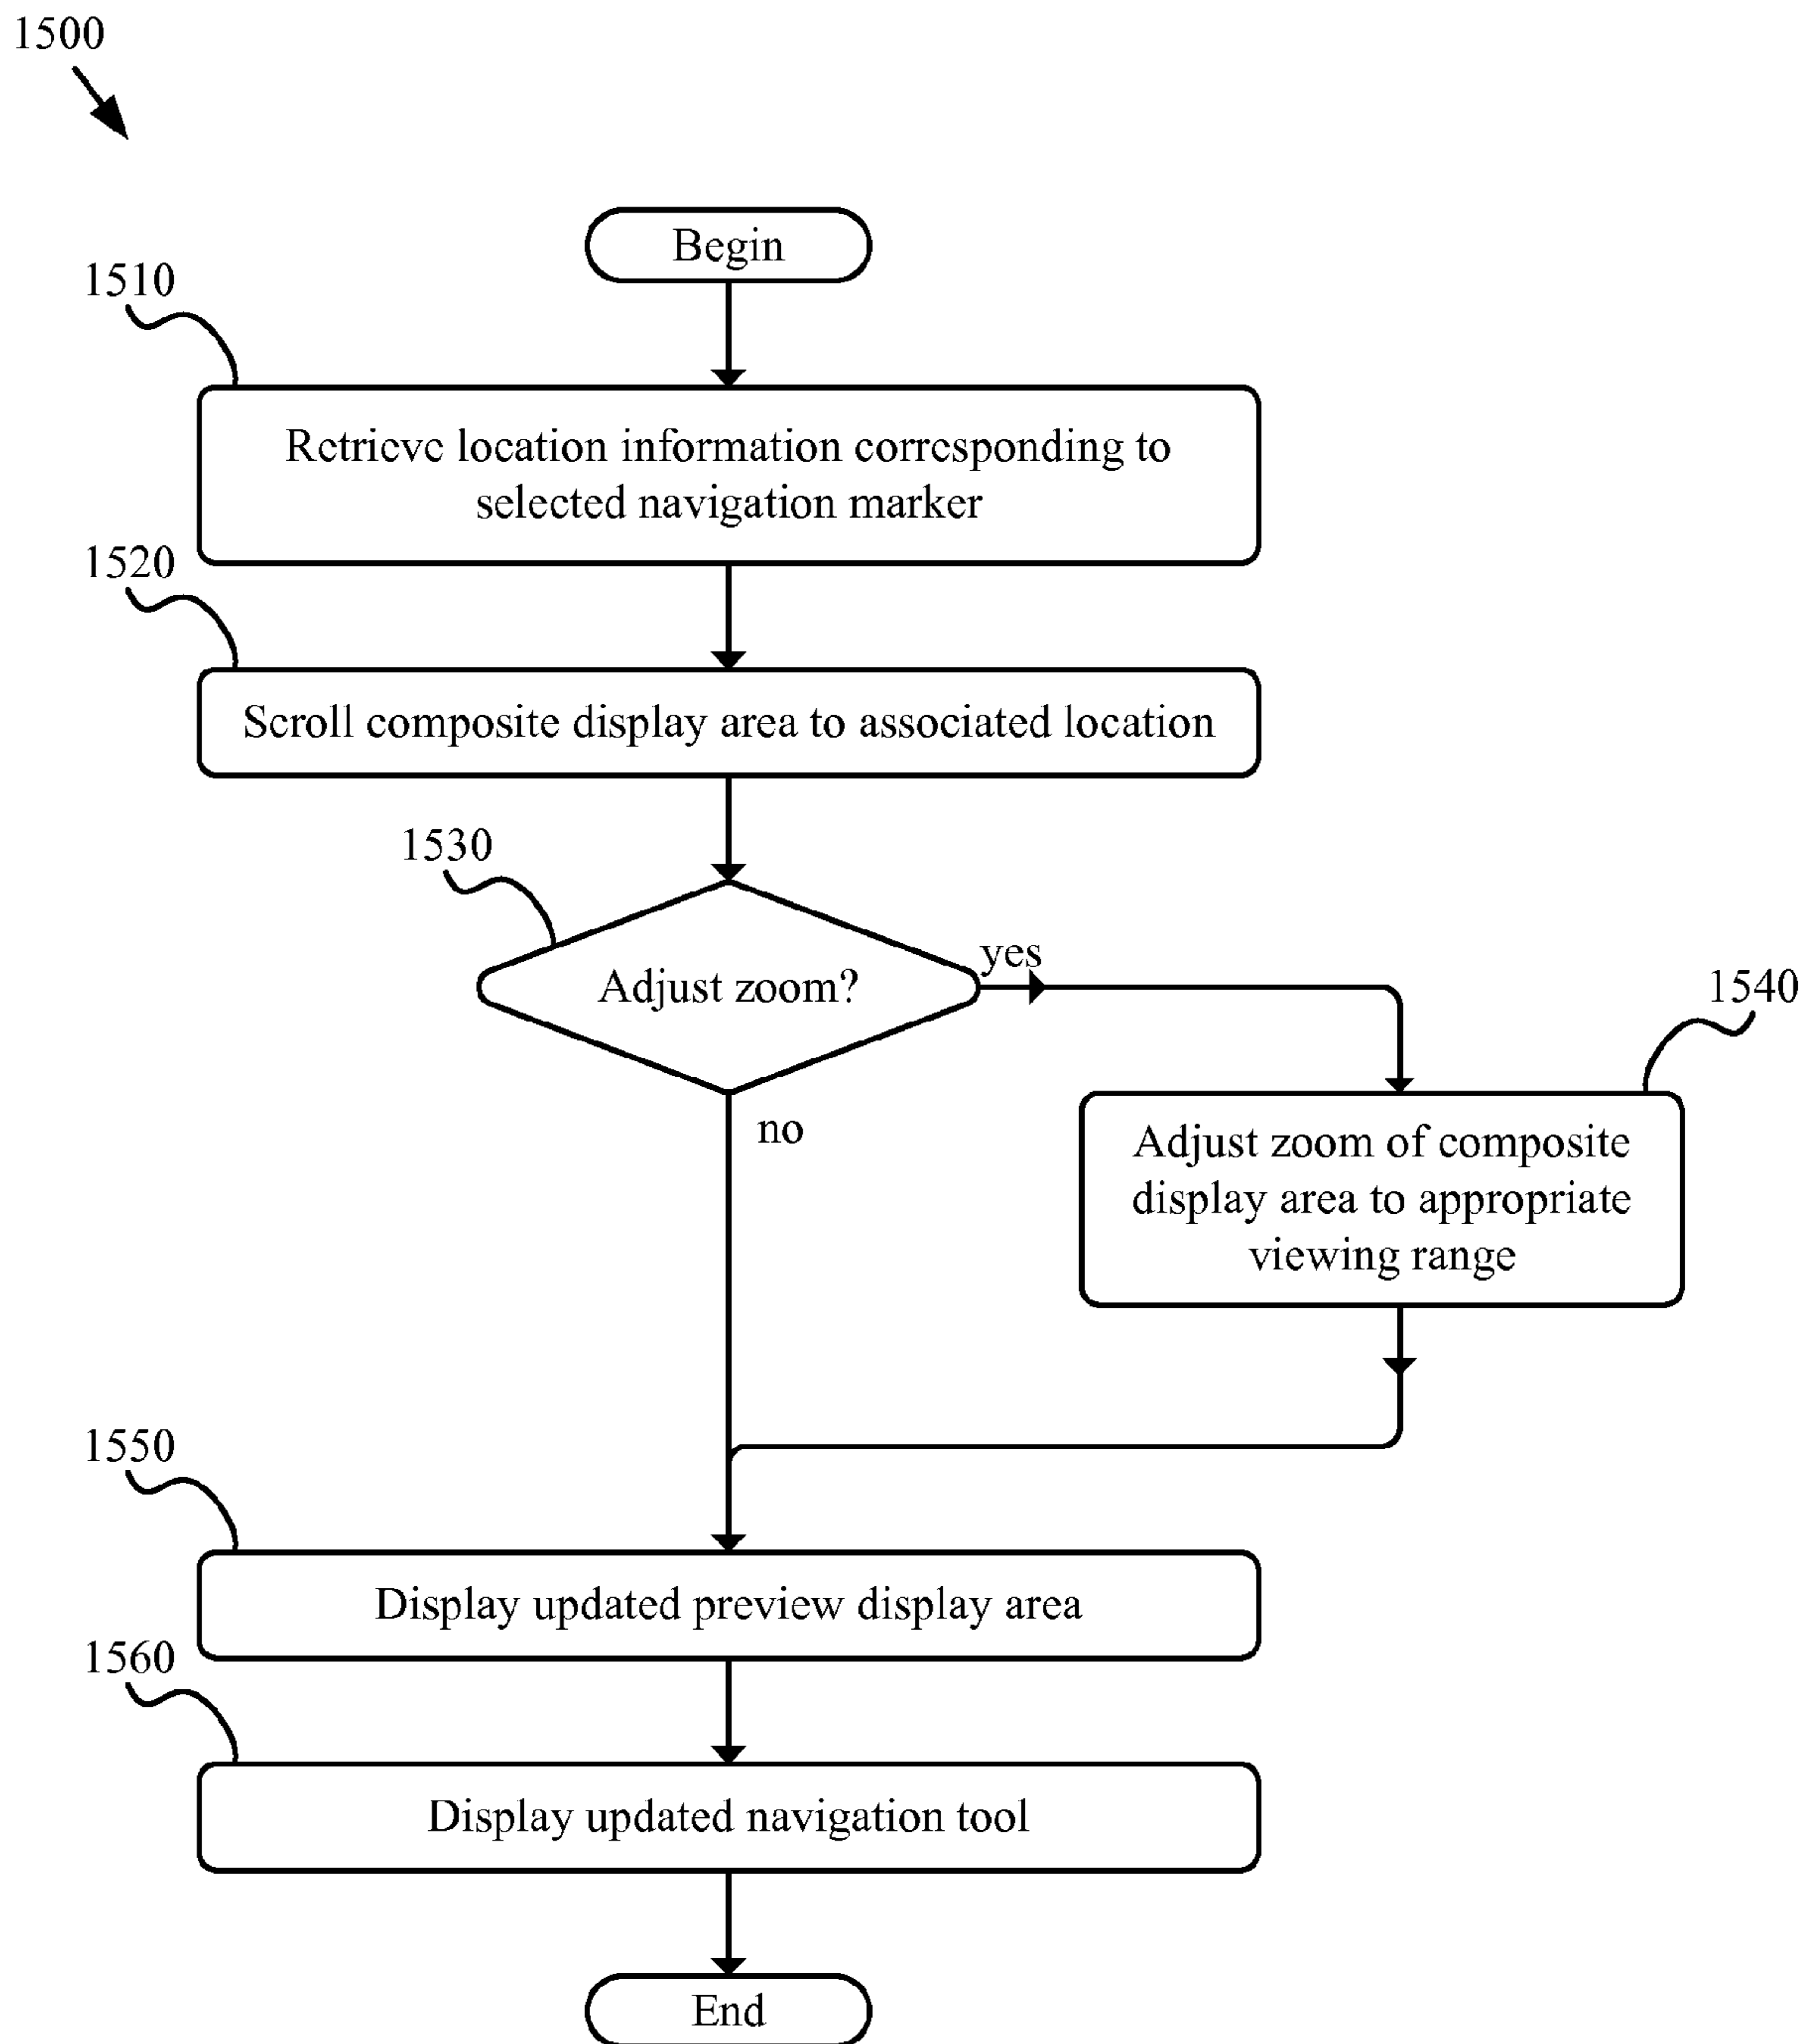 1500
Begin
1510
Retrieve location information corresponding to
selected navigation marker
1520
Scroll composite display area to associated location
1530
Adjust zoom?
yes
1540
no
Adjust zoom of composite
display area to appropriate
viewing range
1550
Display updated preview display area
1560
Display updated navigation tool
End